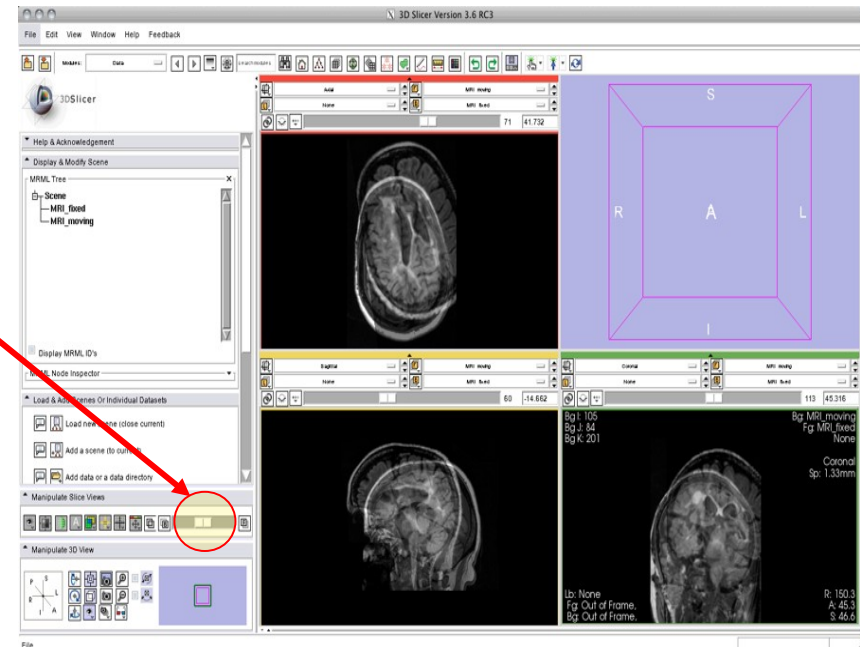 3D Slicer Version 3.6 RC3
File Edit View Window Help Feedback
Modules: Data
3DSlicer
Help & Acknowledgement
Display & Modify Scene
MRML Tree
Scene
MRI_fixed
MRI_moving
Display MRML ID's
MRML Node Inspector
Load & Add Scenes Or Individual Datasets
Load new scene (close current)
Add a scene (to current)
Add data or a data directory
Manipulate Slice Views
Manipulate 3D View
P S
R L
I A
File
Axial MRI moving
None MRI fixed
71 41.732
S
R A L
I
Sagittal MRI moving
None MRI fixed
60 -14.662
Coronal MRI moving
None MRI fixed
113 45.316
Bg I: 105
Bg J: 84
Bg K: 201
Bg: MRI_moving
Fg: MRI_fixed
None
Coronal
Sp: 1.33mm
Lb: None
Fg: Out of Frame,
Bg: Out of Frame,
R: 150.3
A: 45.3
S: 46.6